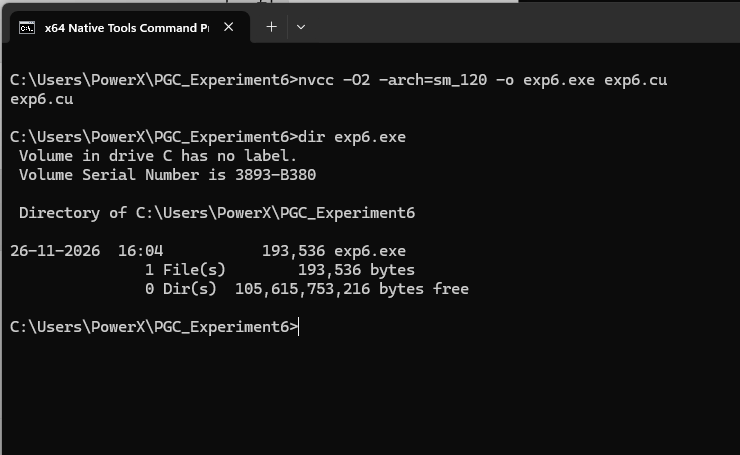 x64 Native Tools Command P
C:\Users\PowerX\PGC_Experiment6>nvcc -O2 -arch=sm_120 -o exp6.exe exp6.cu
exp6.cu
C:\Users\PowerX\PGC_Experiment6>dir exp6.exe
 Volume in drive C has no label.
 Volume Serial Number is 3893-B380
 Directory of C:\Users\PowerX\PGC_Experiment6
26-11-2026  16:04           193,536 exp6.exe
               1 File(s)        193,536 bytes
               0 Dir(s)  105,615,753,216 bytes free
C:\Users\PowerX\PGC_Experiment6>